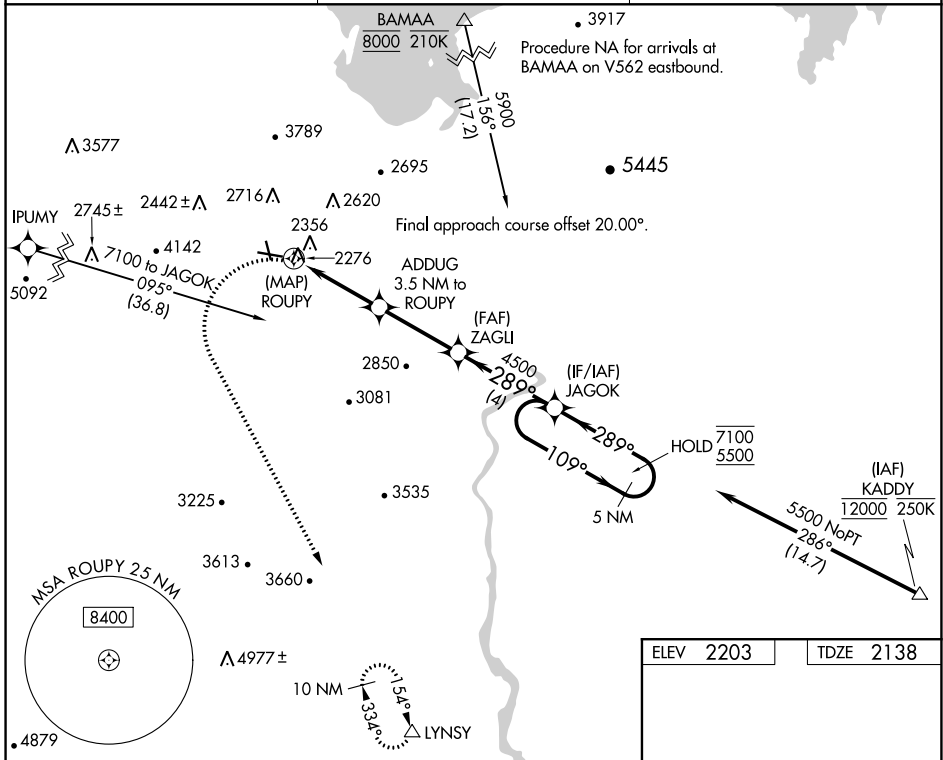 BAMAA
8000 210K
3917
Procedure NA for arrivals at
BAMAA on V562 eastbound.
5900
156°
(17.2)
3789
3577
2695
5445
2745±
2442±
2716
2620
IPUMY
Final approach course offset 20.00°.
2356
4142
2276
7100 to JAGOK
095°
(36.8)
5092
(MAP)
ROUPY
ADDUG
3.5 NM to
ROUPY
(FAF)
ZAGLI
2850
4500
289°
(4)
(IF/IAF)
JAGOK
3081
289°
HOLD 7100
5500
109°
5 NM
(IAF)
KADDY
12000 250K
5500 NoPT
286°
(14.7)
3535
3225
3613
3660
MSA ROUPY 25 NM
8400
4977±
10 NM
154°
334°
LYNSY
4879
ELEV 2203
TDZE 2138